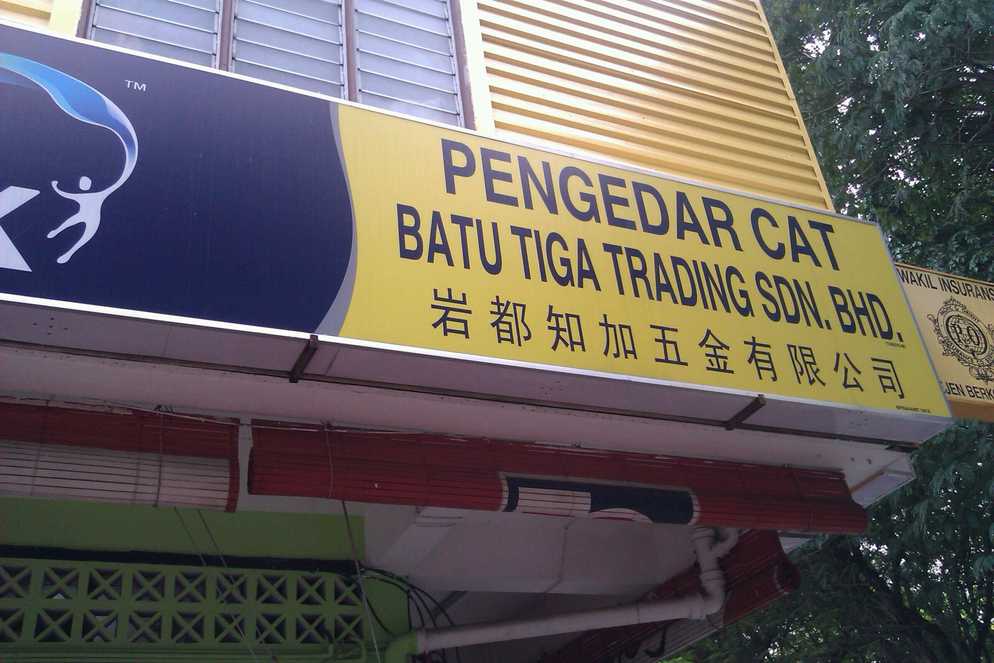 TM
PENGEDAR CAT
BATU TIGA TRADING SDN. BHD.
岩都知加五金有限公司
WAKIL INSURANS